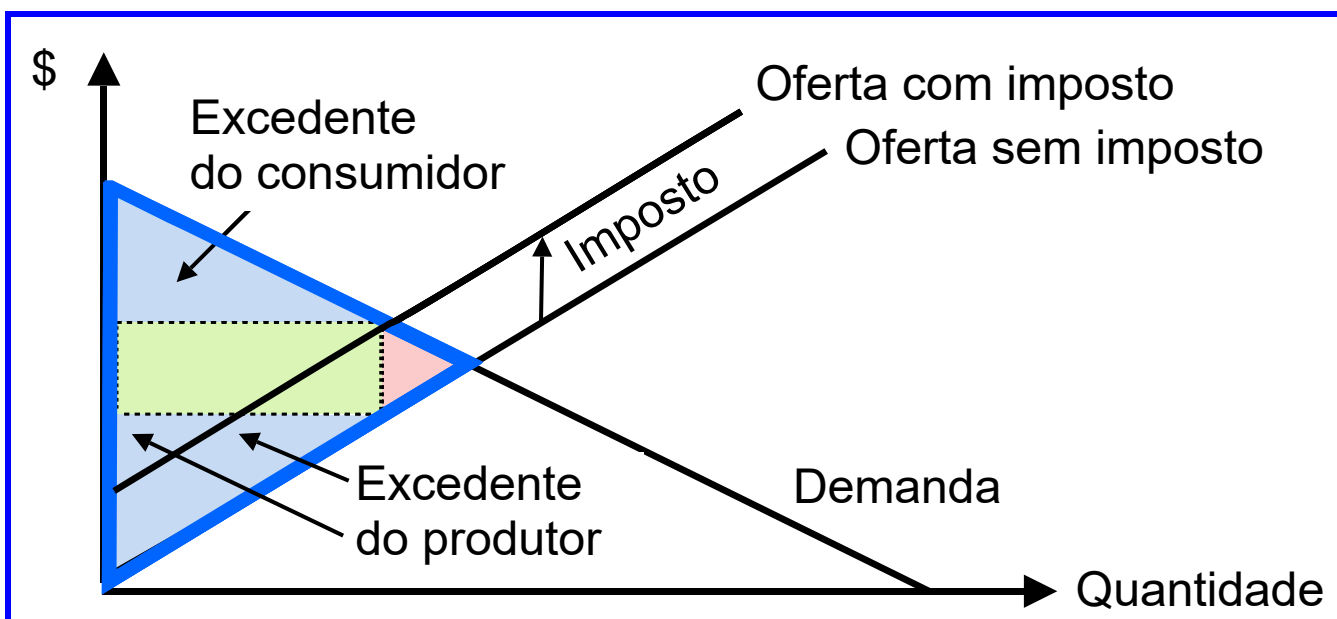 $
Excedente
do consumidor
Oferta com imposto
Oferta sem imposto
Imposto
Excedente
do produtor
Demanda
Quantidade